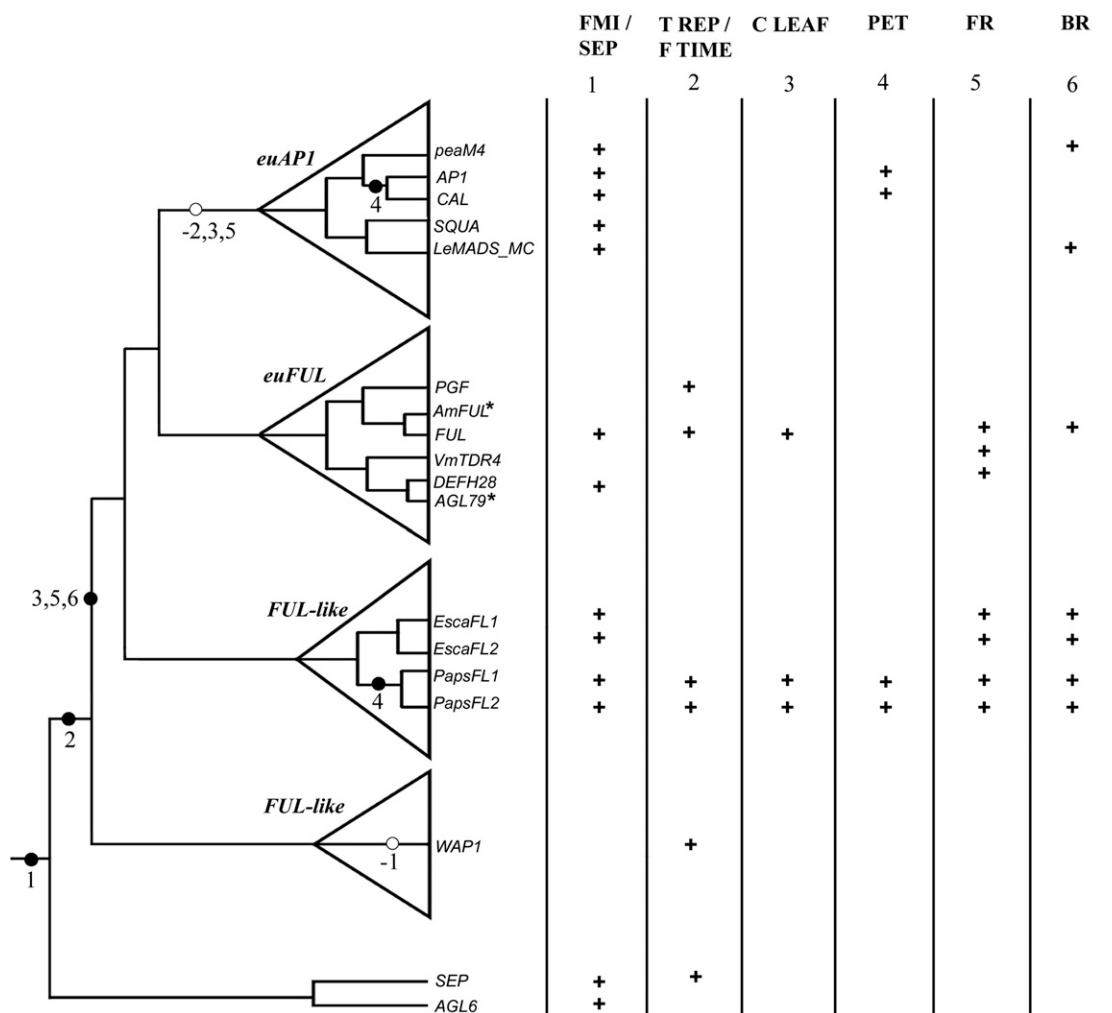 FMI / T REP / C LEAF PET FR BR
SEP F TIME
1 2 3 4 5 6
peaM4 + +
euAP1
AP1 + +
4
CAL + +
-2,3,5
SQUA +
LeMADS_MC + +
euFUL
PGF +
AmFUL*
FUL + + + + +
VmTDR4 +
DEFH28 + +
AGL79*
3,5,6
FUL-like
EscaFL1 + + +
EscaFL2 + + +
PapsFL1 + + + + + +
4
PapsFL2 + + + + + +
2
FUL-like
WAP1 +
-1
1
SEP + +
AGL6 +